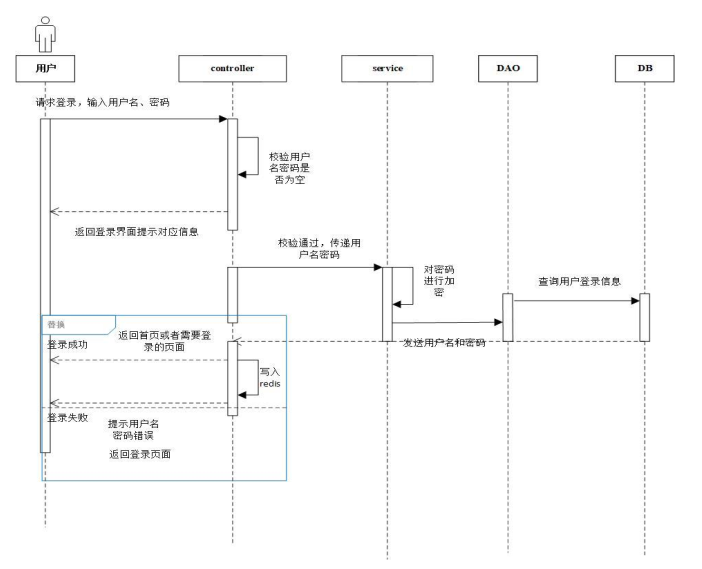 用户
controller
service
DAO
DB
请求登录，输入用户名、密码
校验用户
名密码是
否为空
返回登录界面提示对应信息
校验通过，传递用
户名密码
对密码
进行加
密
查询用户登录信息
替换
登录成功
返回首页或者需要登
录的页面
发送用户名和密码
写入
redis
登录失败
提示用户名
密码错误
返回登录页面